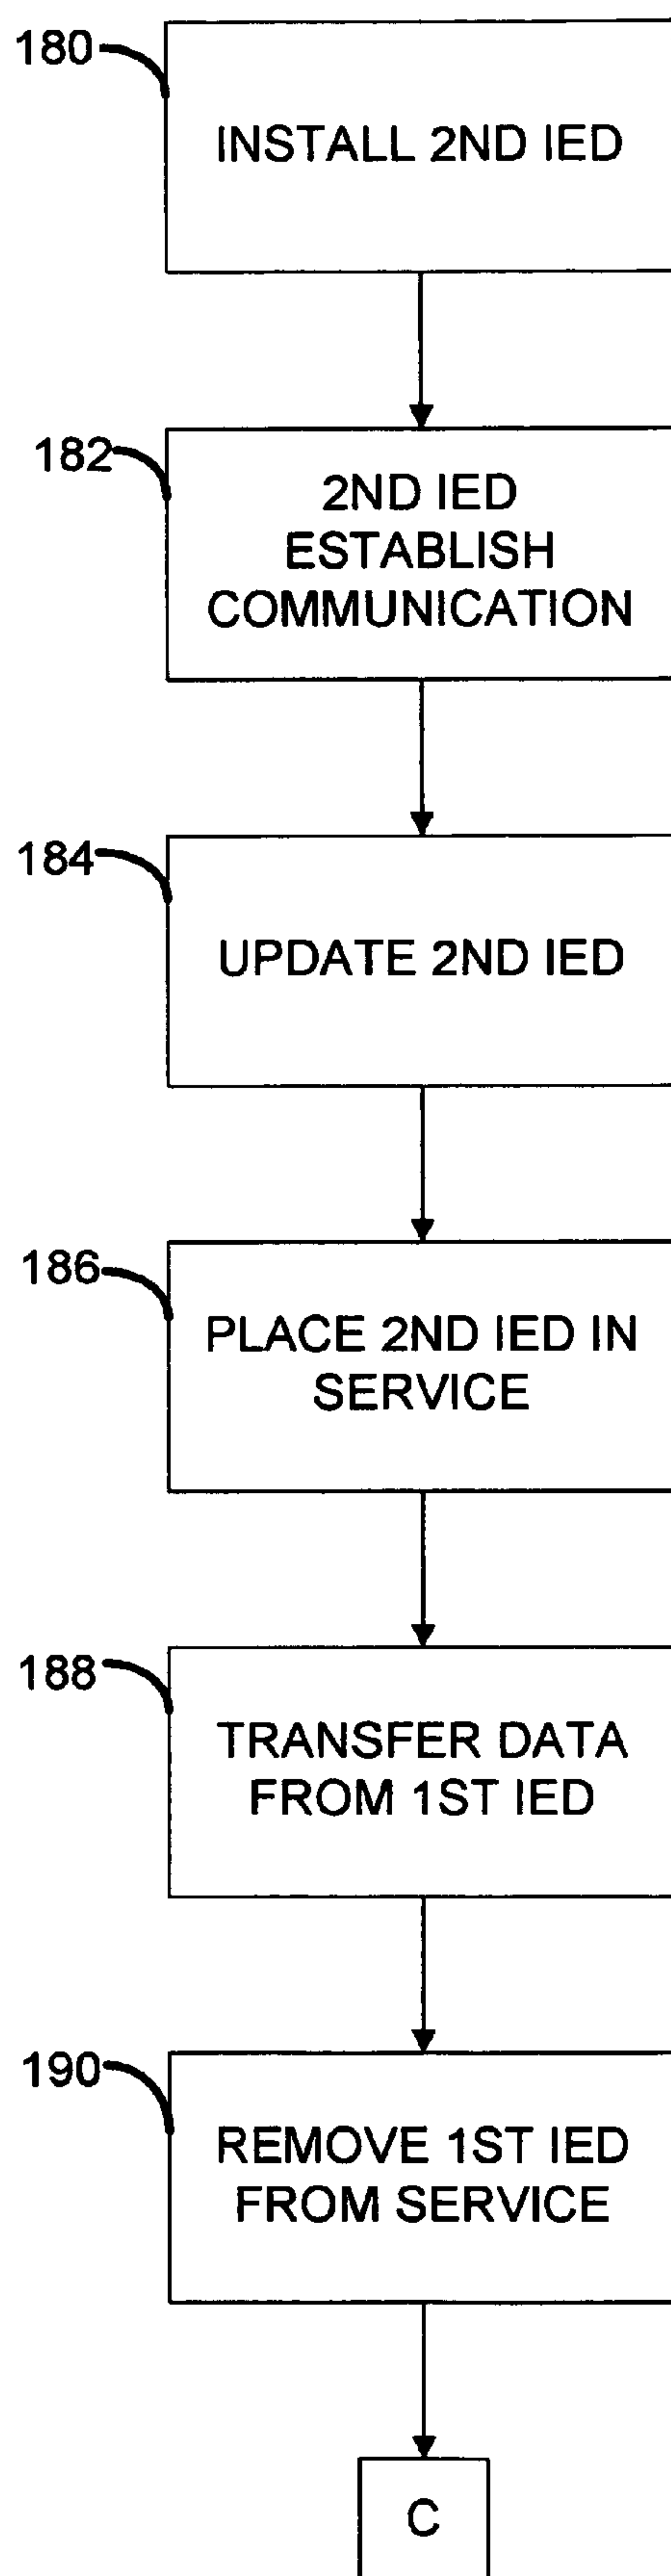 180
INSTALL 2ND IED
182
2ND IED
ESTABLISH
COMMUNICATION
184
UPDATE 2ND IED
186
PLACE 2ND IED IN
SERVICE
188
TRANSFER DATA
FROM 1ST IED
190
REMOVE 1ST IED
FROM SERVICE
C